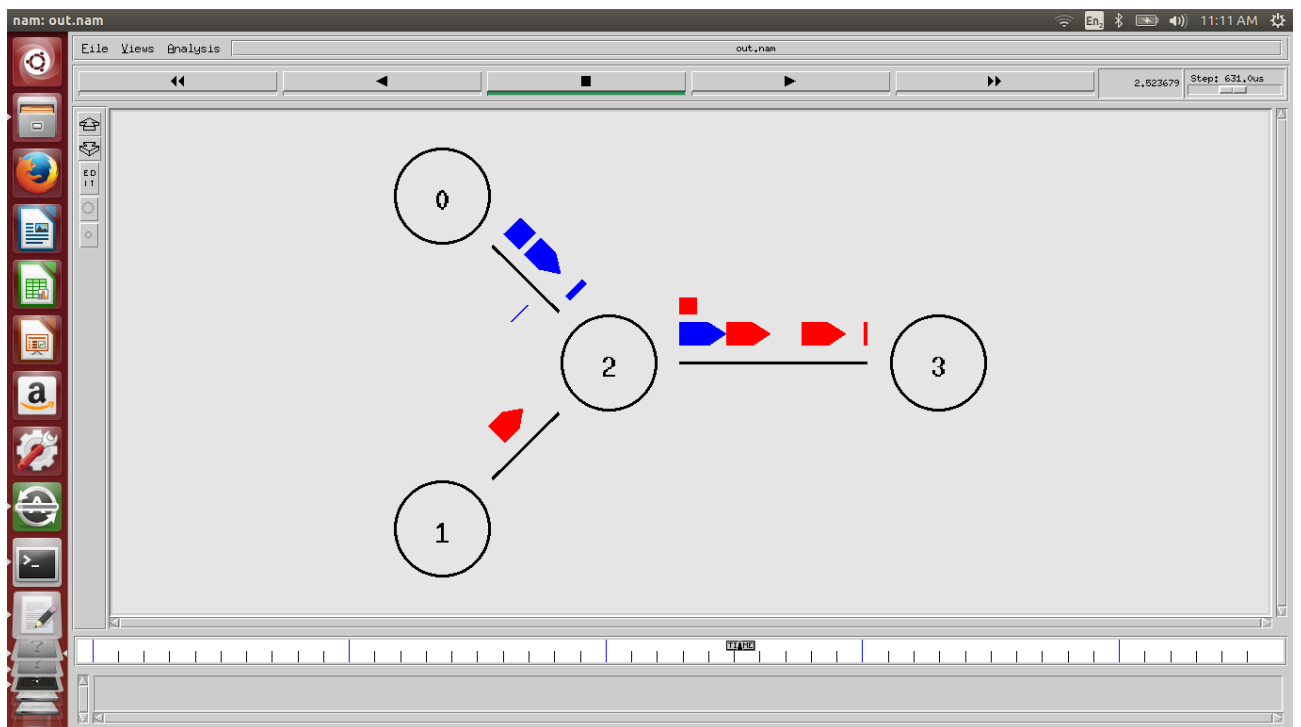 nam: out.nam
En2
11:11 AM
File Views Analysis
out.nam
2.523679
Step: 631.0us
ED
IT
0
2
3
1
TIME